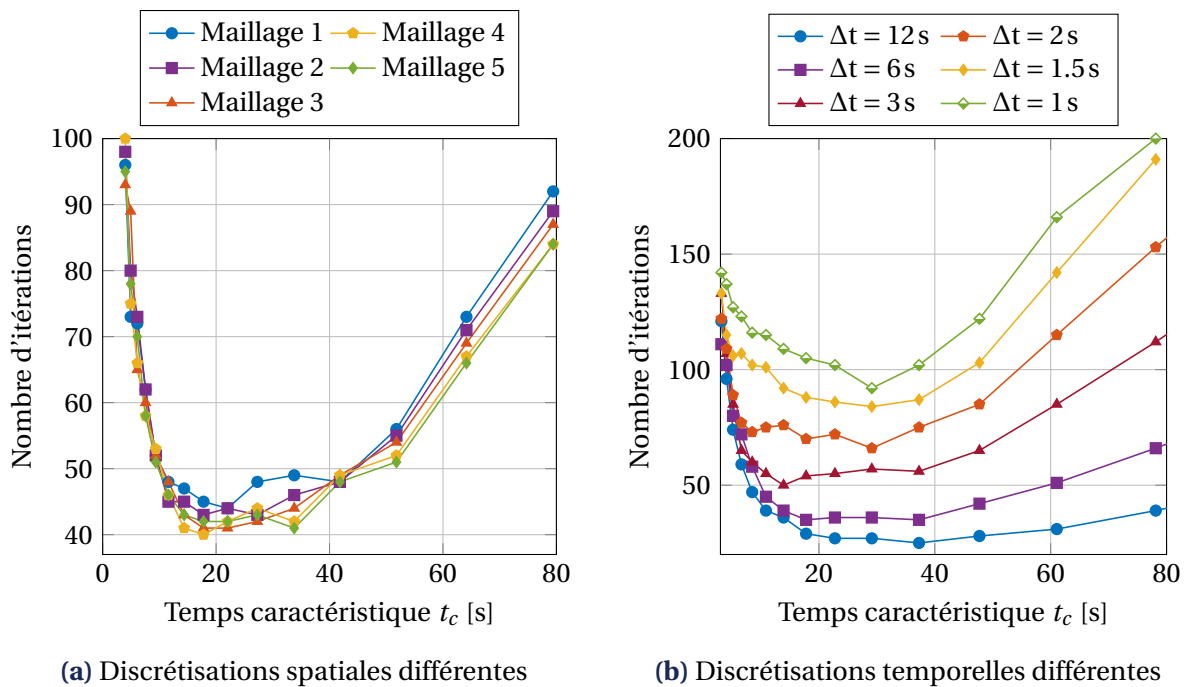 Maillage 1 Maillage 4
Maillage 2 Maillage 5
Maillage 3
100
90
80
70
60
50
40
0 20 40 60 80
Nombre d'itérations
Temps caractéristique t_c [s]
(a) Discrétisations spatiales différentes
Δt = 12 s Δt = 2 s
Δt = 6 s Δt = 1.5 s
Δt = 3 s Δt = 1 s
200
150
100
50
20 40 60 80
Nombre d'itérations
Temps caractéristique t_c [s]
(b) Discrétisations temporelles différentes